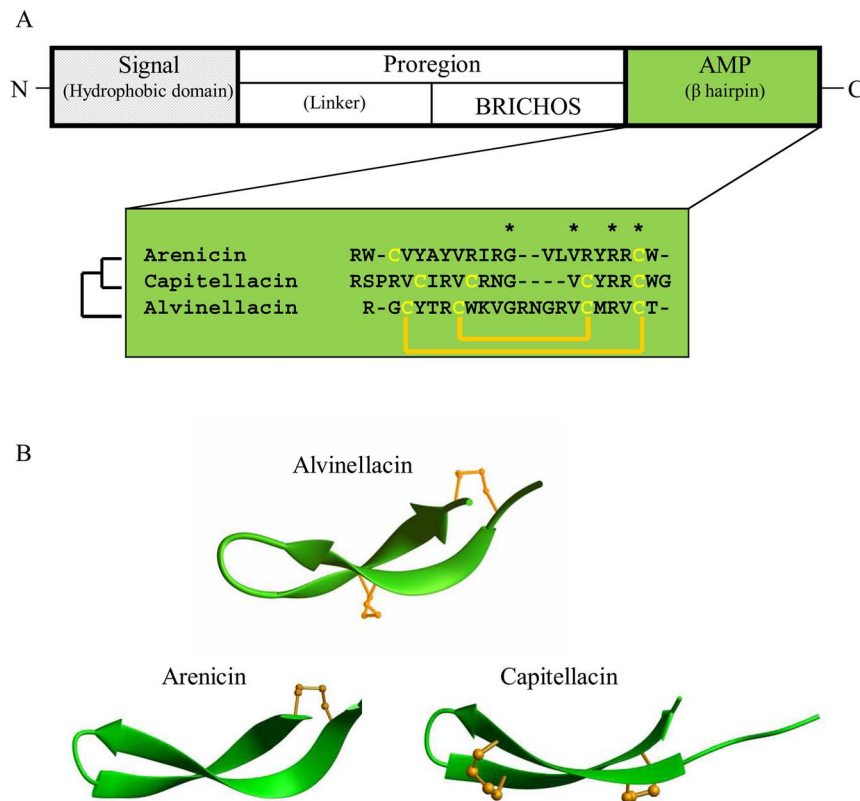 A
N
Signal
(Hydrophobic domain)
Proregion
(Linker)
BRICHOS
AMP
(β hairpin)
C
* * * *
Arenicin RW-CVYAYVRIRG--VLVRYRRCW-
Capitellacin RSPRVCIRVCRNG----VCYRRCWG
Alvinellacin R-GCYTRCWKVGRNGRVCMRVCT-
B
Alvinellacin
Arenicin
Capitellacin